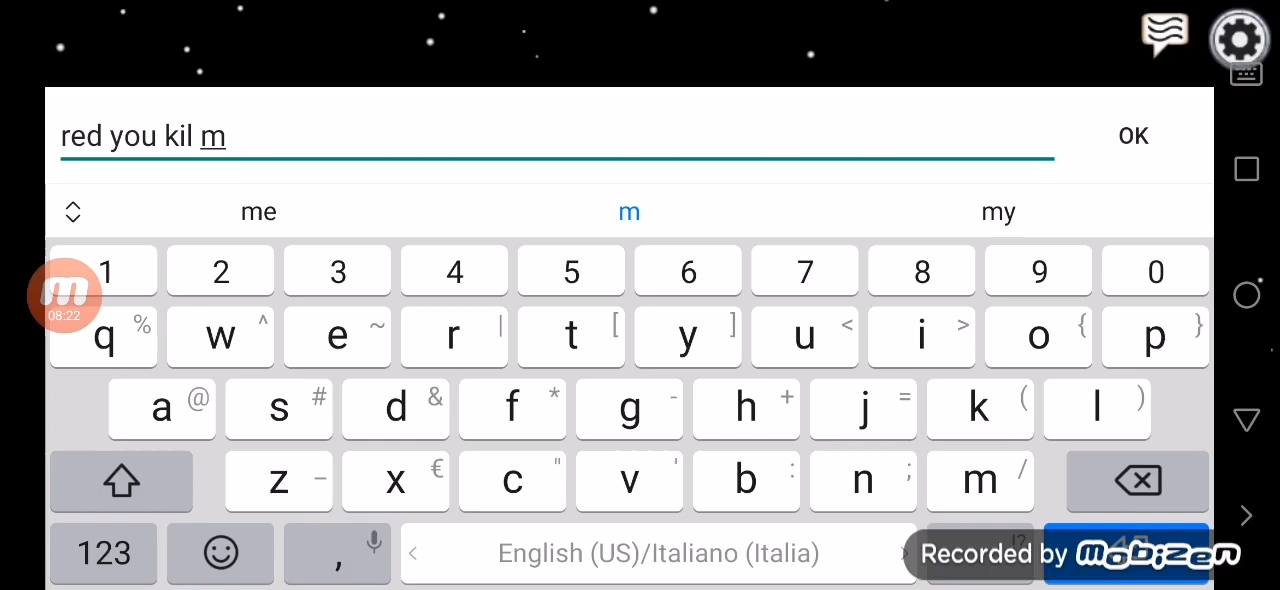 red you kil m
OK
me m my
1 2 3 4 5 6 7 8 9 0
08:22
q % w ^ e ~ r | t [ y ] u < i > o { p }
a @ s # d & f * g - h + j = k ( l )
z _ x € c " v ' b : n ; m /
123 , < English (US)/Italiano (Italia) > !?
Recorded by mobizen